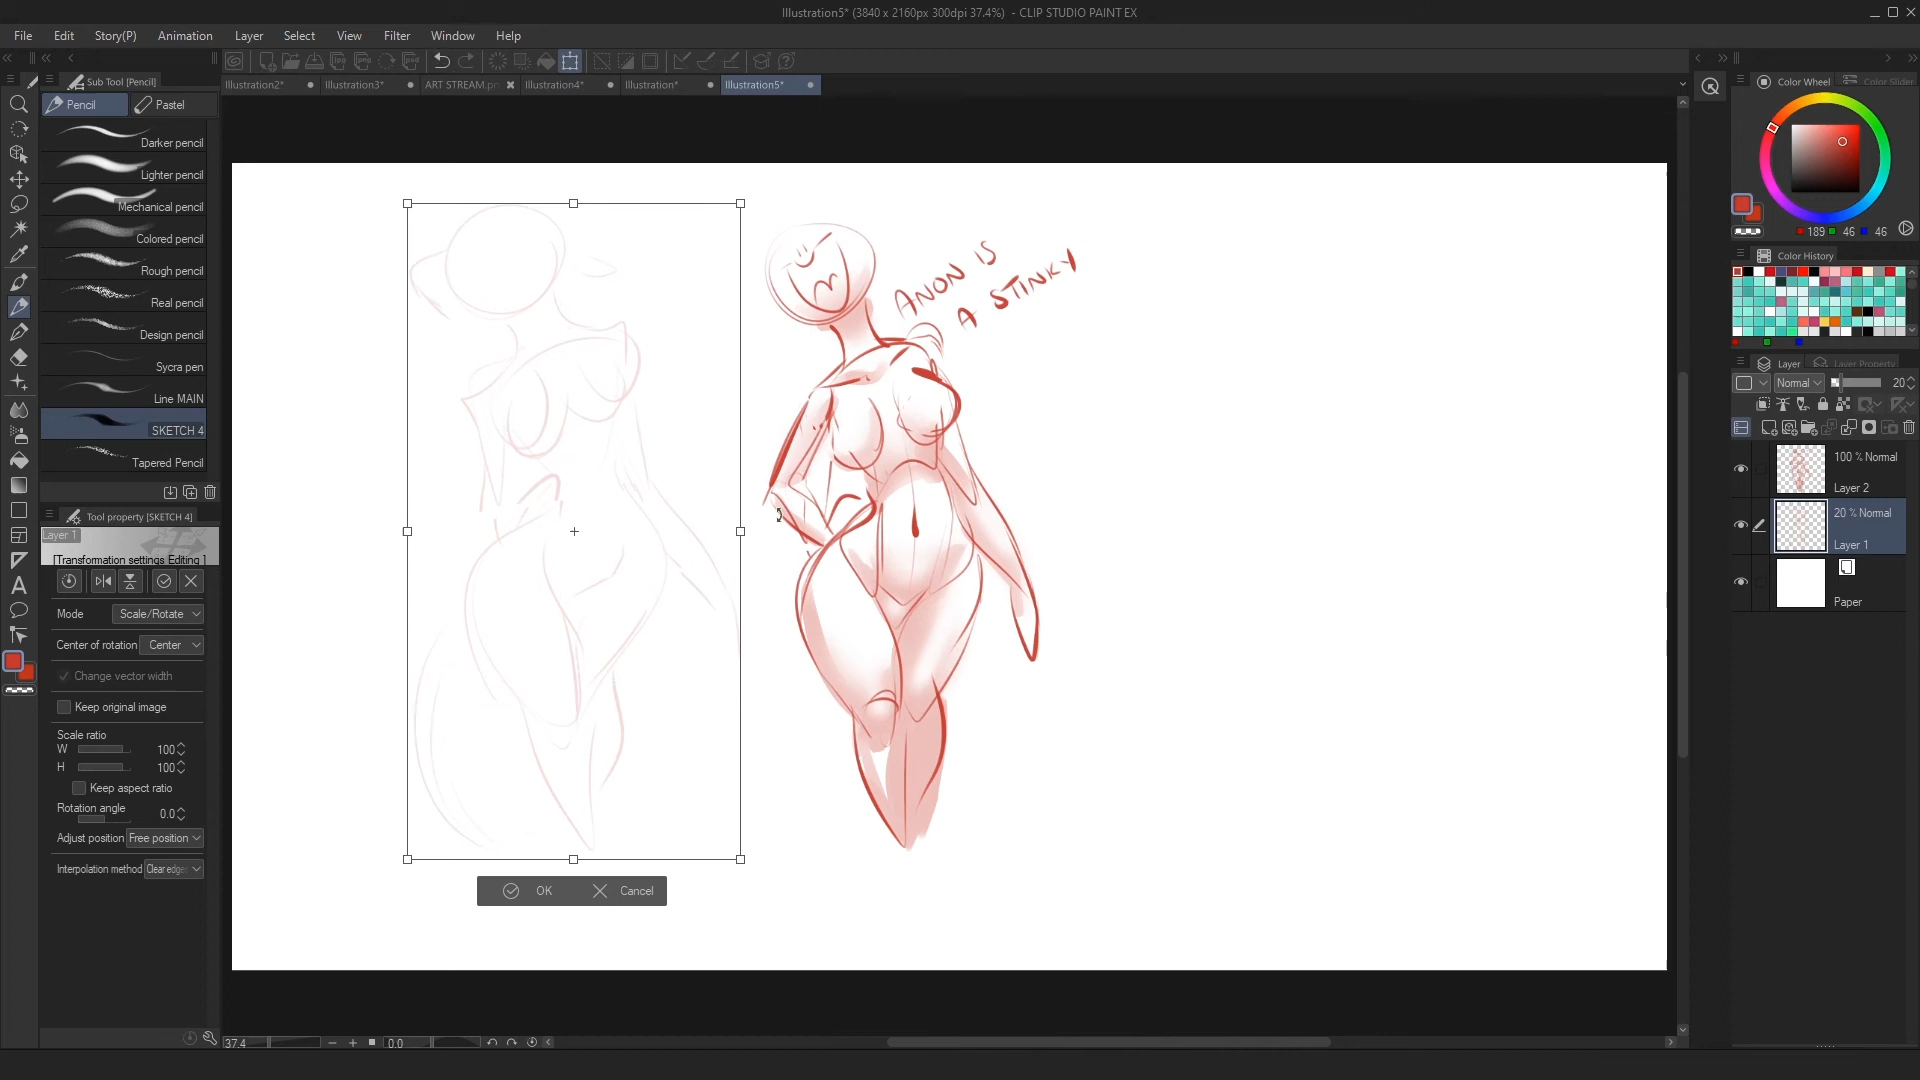 Illustration5* (3840 x 2160px 300dpi 37.4%)  - CLIP STUDIO PAINT EX
File Edit Story(P) Animation Layer Select View Filter Window Help
Sub Tool [Pencil]
Illustration2* Illustration3* ART STREAM.pn Illustration4* Illustration* Illustration5*
Color Wheel Color Slider
Pencil Pastel
Darker pencil
Lighter pencil
Mechanical pencil
Colored pencil
Rough pencil
Real pencil
Design pencil
Sycra pen
Line MAIN
SKETCH 4
Tapered Pencil
Tool property [SKETCH 4]
Layer 1
[Transformation settings Editing ]
Mode Scale/Rotate
Center of rotation Center
Change vector width
Keep original image
Scale ratio
W 100
H 100
Keep aspect ratio
Rotation angle 0.0
Adjust position Free position
Interpolation method Clear edges
ANON IS
A STINKY
OK Cancel
37.4 0.0
189 46 46
Color History
Layer Layer Property
Normal 20
100 % Normal
Layer 2
20 % Normal
Layer 1
Paper